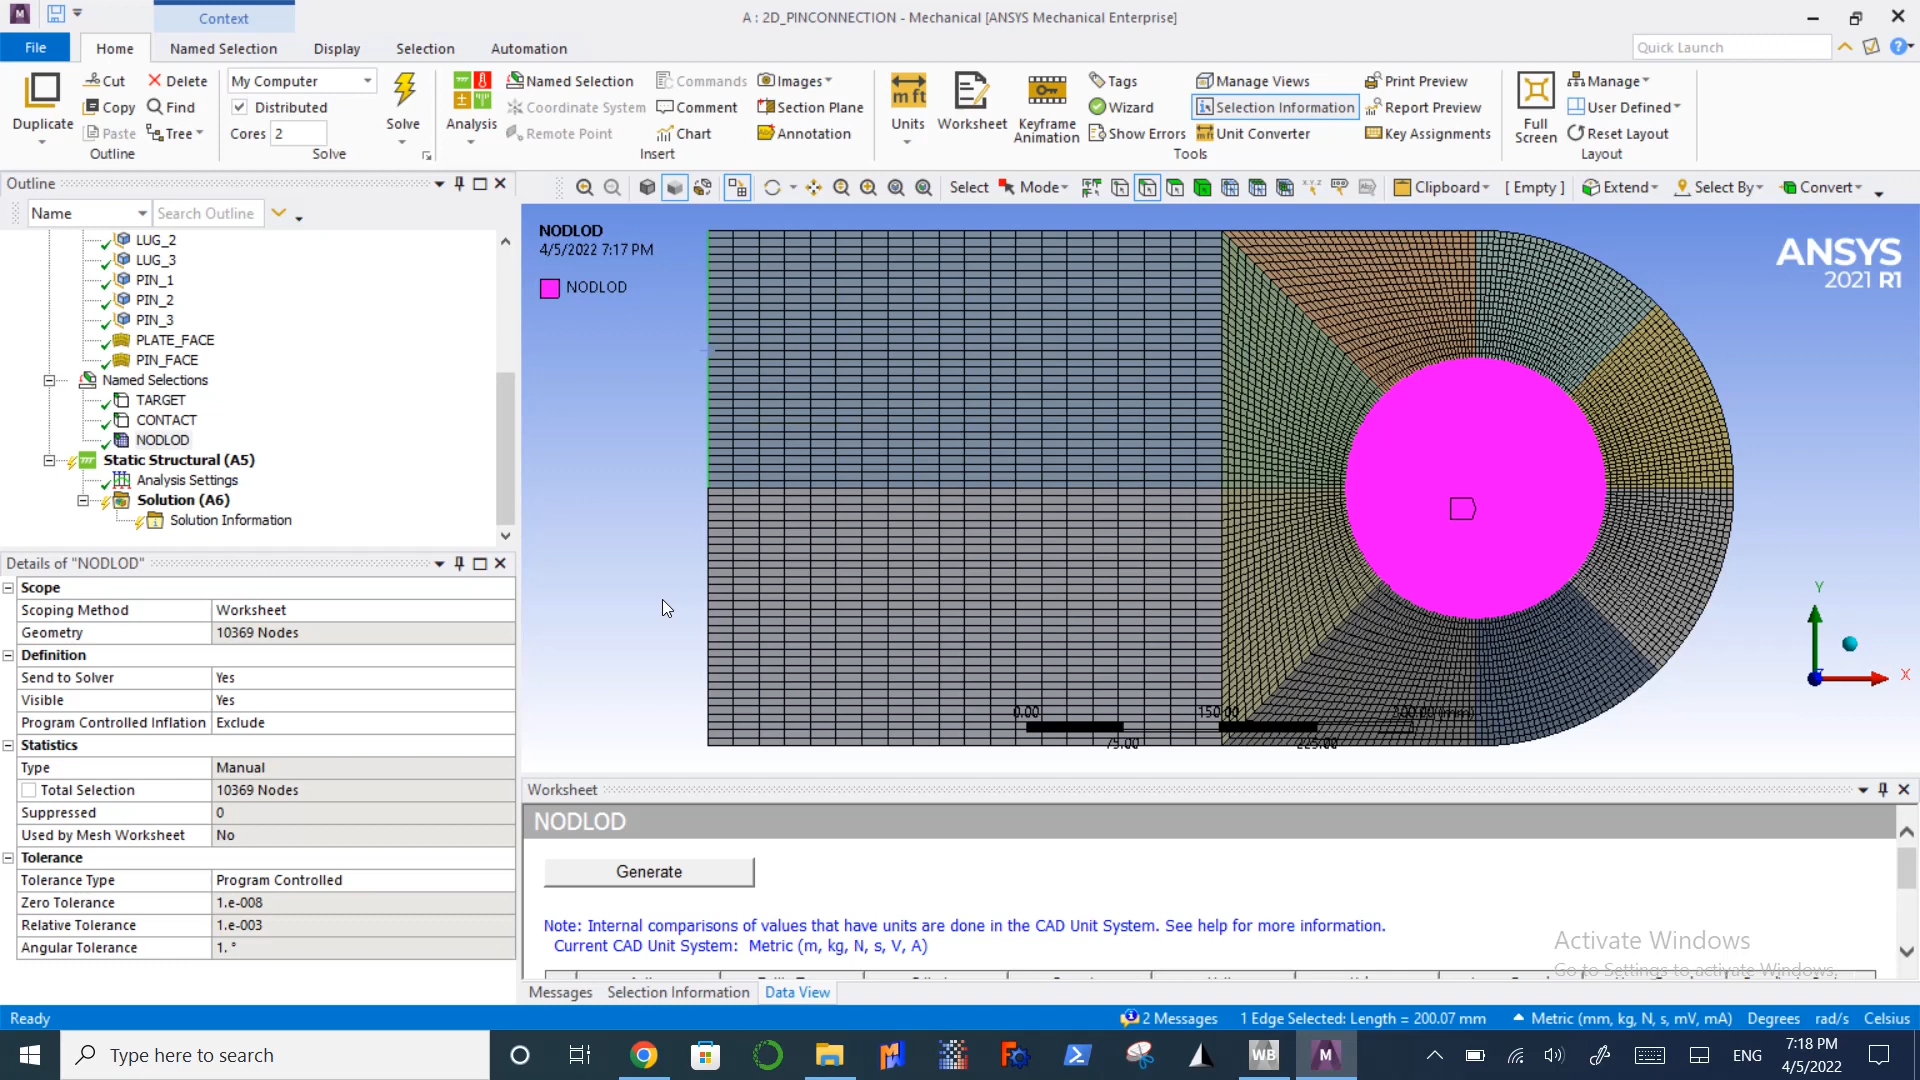 Context
A : 2D_PINCONNECTION - Mechanical [ANSYS Mechanical Enterprise]
File
Home
Named Selection
Display
Selection
Automation
Quick Launch
Duplicate
Cut
Copy
Paste
Delete
Find
Tree
Outline
My Computer
Distributed
Cores 2
Solve
Solve
Analysis
Named Selection
Coordinate System
Remote Point
Commands
Comment
Chart
Images
Section Plane
Annotation
Insert
Units
Worksheet
Keyframe
Animation
Tags
Wizard
Show Errors
Manage Views
Selection Information
Unit Converter
Print Preview
Report Preview
Key Assignments
Tools
Full
Screen
Manage
User Defined
Reset Layout
Layout
Outline
Name
Search Outline
Select
Mode
Clipboard
[ Empty ]
Extend
Select By
Convert
LUG_2
LUG_3
PIN_1
PIN_2
PIN_3
PLATE_FACE
PIN_FACE
Named Selections
TARGET
CONTACT
NODLOD
Static Structural (A5)
Analysis Settings
Solution (A6)
Solution Information
NODLOD
4/5/2022 7:17 PM
NODLOD
ANSYS
2021 R1
Y
X
0.00
150.00
300.00 (mm)
75.00
225.00
Details of "NODLOD"
Scope
Scoping Method Worksheet
Geometry 10369 Nodes
Definition
Send to Solver Yes
Visible Yes
Program Controlled Inflation Exclude
Statistics
Type Manual
Total Selection 10369 Nodes
Suppressed 0
Used by Mesh Worksheet No
Tolerance
Tolerance Type Program Controlled
Zero Tolerance 1.e-008
Relative Tolerance 1.e-003
Angular Tolerance 1. °
Worksheet
NODLOD
Generate
Note: Internal comparisons of values that have units are done in the CAD Unit System. See help for more information.
Current CAD Unit System: Metric (m, kg, N, s, V, A)
Activate Windows
Go to Settings to activate Windows.
Messages
Selection Information
Data View
Ready
2 Messages
1 Edge Selected: Length = 200.07 mm
Metric (mm, kg, N, s, mV, mA)
Degrees
rad/s
Celsius
Type here to search
WB
M
ENG
7:18 PM
4/5/2022